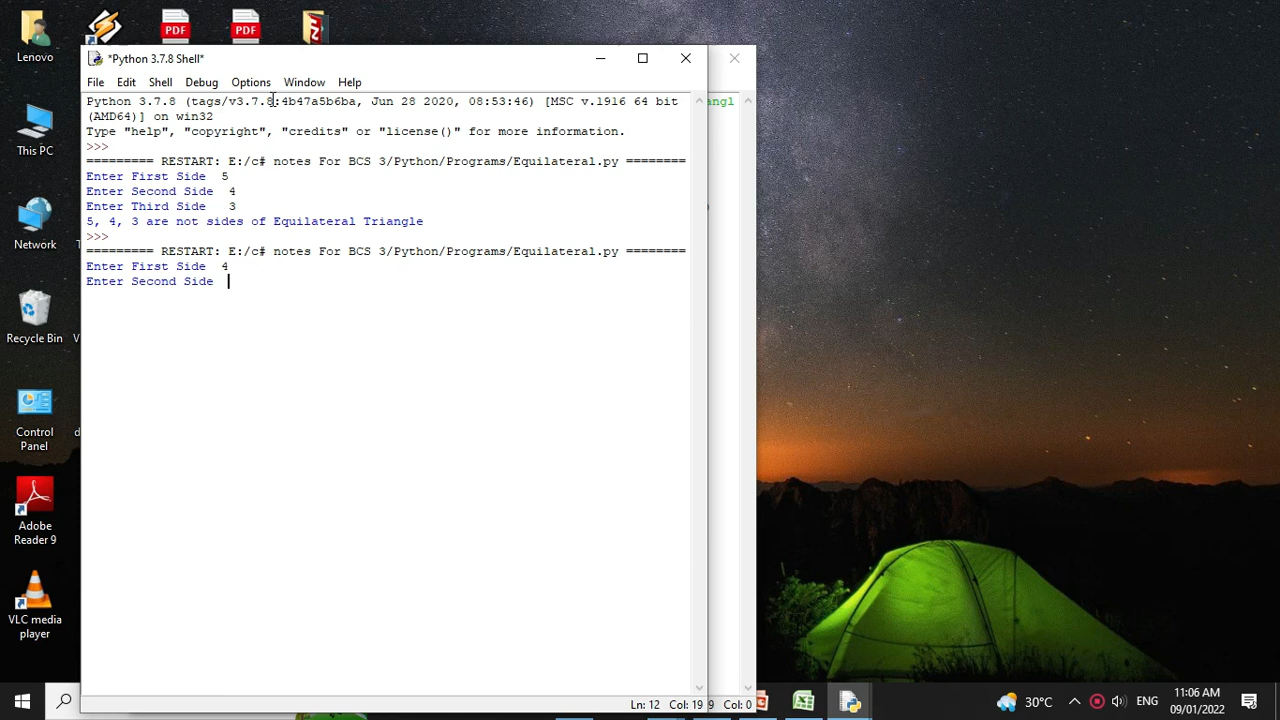 Lenovo
PDF
PDF
*Python 3.7.8 Shell*
File Edit Shell Debug Options Window Help
Python 3.7.8 (tags/v3.7.8:4b47a5b6ba, Jun 28 2020, 08:53:46) [MSC v.1916 64 bit
(AMD64)] on win32
Type "help", "copyright", "credits" or "license()" for more information.
>>>
========= RESTART: E:/c# notes For BCS 3/Python/Programs/Equilateral.py ========
Enter First Side 5
Enter Second Side 4
Enter Third Side 3
5, 4, 3 are not sides of Equilateral Triangle
>>>
========= RESTART: E:/c# notes For BCS 3/Python/Programs/Equilateral.py ========
Enter First Side 4
Enter Second Side
angl
This PC
Network
Recycle Bin
Control
Panel
Adobe
Reader 9
VLC media
player
Ln: 12 Col: 19
9 Col: 0
30°C
ENG
11:06 AM
09/01/2022